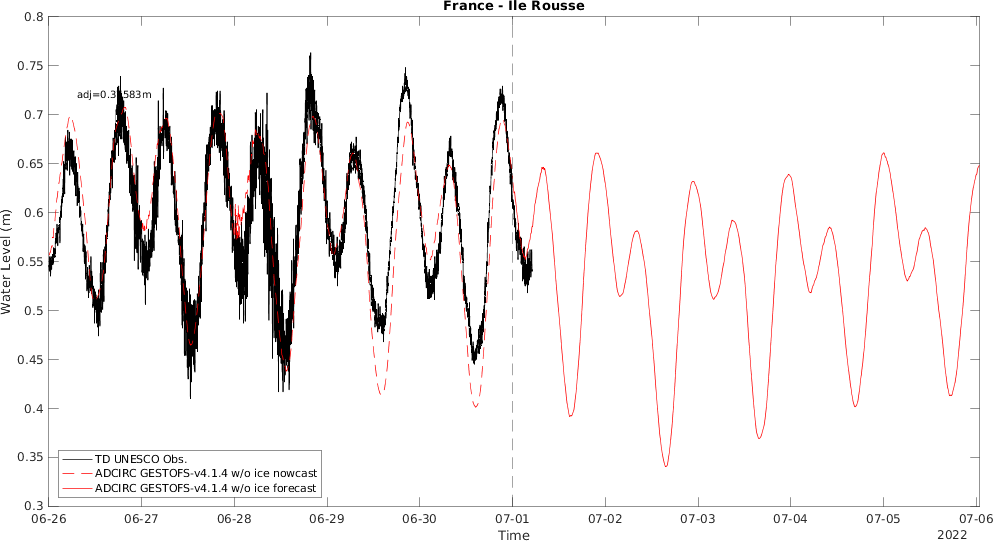 France - Ile Rousse
0.8
0.75
0.7
0.65
0.6
0.55
0.5
0.45
0.4
0.35
0.3
Water Level (m)
TD UNESCO Obs.
ADCIRC GESTOFS-v4.1.4 w/o ice nowcast
ADCIRC GESTOFS-v4.1.4 w/o ice forecast
06-26 06-27 06-28 06-29 06-30 07-01 07-02 07-03 07-04 07-05 07-06
Time
2022